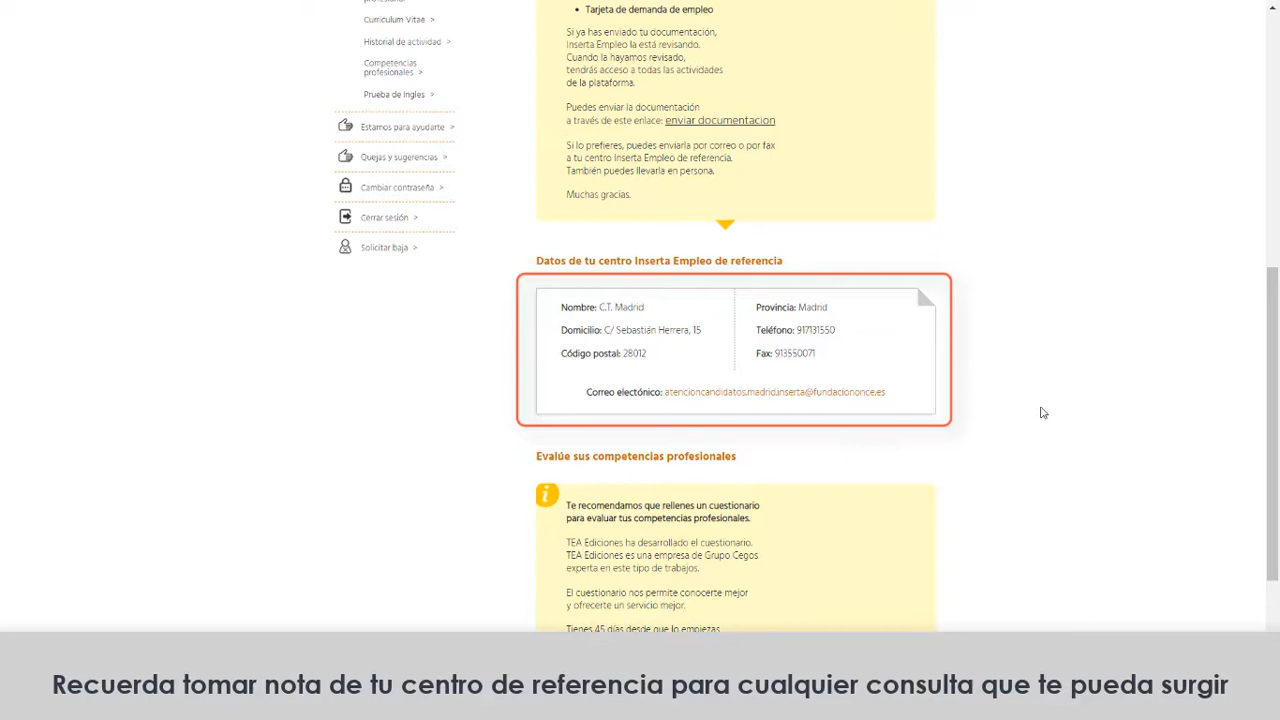 Curriculum Vitae >
Historial de actividad >
Competencias
profesionales >
Prueba de Ingles >
Estamos para ayudarte >
Quejas y sugerencias >
Cambiar contraseña >
Cerrar sesión >
Solicitar baja >
• Tarjeta de demanda de empleo
Si ya has enviado tu documentación,
Inserta Empleo la está revisando.
Cuando la hayamos revisado,
tendrás acceso a todas las actividades
de la plataforma.
Puedes enviar la documentación
a través de este enlace: enviar documentacion
Si lo prefieres, puedes enviarla por correo o por fax
a tu centro Inserta Empleo de referencia.
También puedes llevarla en persona.
Muchas gracias.
Datos de tu centro Inserta Empleo de referencia
Nombre: C.T. Madrid
Domicilio: C/ Sebastián Herrera, 15
Código postal: 28012
Provincia: Madrid
Teléfono: 917131550
Fax: 913550071
Correo electónico: atencioncandidatos.madrid.inserta@fundaciononce.es
Evalúe sus competencias profesionales
i
Te recomendamos que rellenes un cuestionario
para evaluar tus competencias profesionales.
TEA Ediciones ha desarrollado el cuestionario.
TEA Ediciones es una empresa de Grupo Cegos
experta en este tipo de trabajos.
El cuestionario nos permite conocerte mejor
y ofrecerte un servicio mejor.
Tienes 45 días desde que lo empiezas
Recuerda tomar nota de tu centro de referencia para cualquier consulta que te pueda surgir